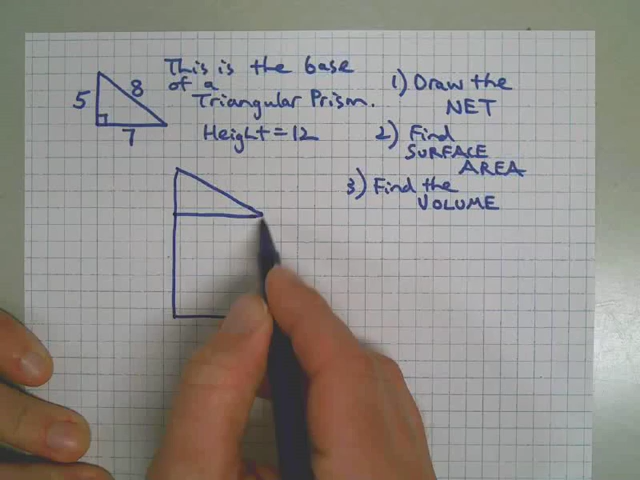 This is the base
of a
Triangular Prism.
Height = 12
5
8
7
1) Draw the
NET
2) Find
SURFACE
AREA
3) Find the
VOLUME